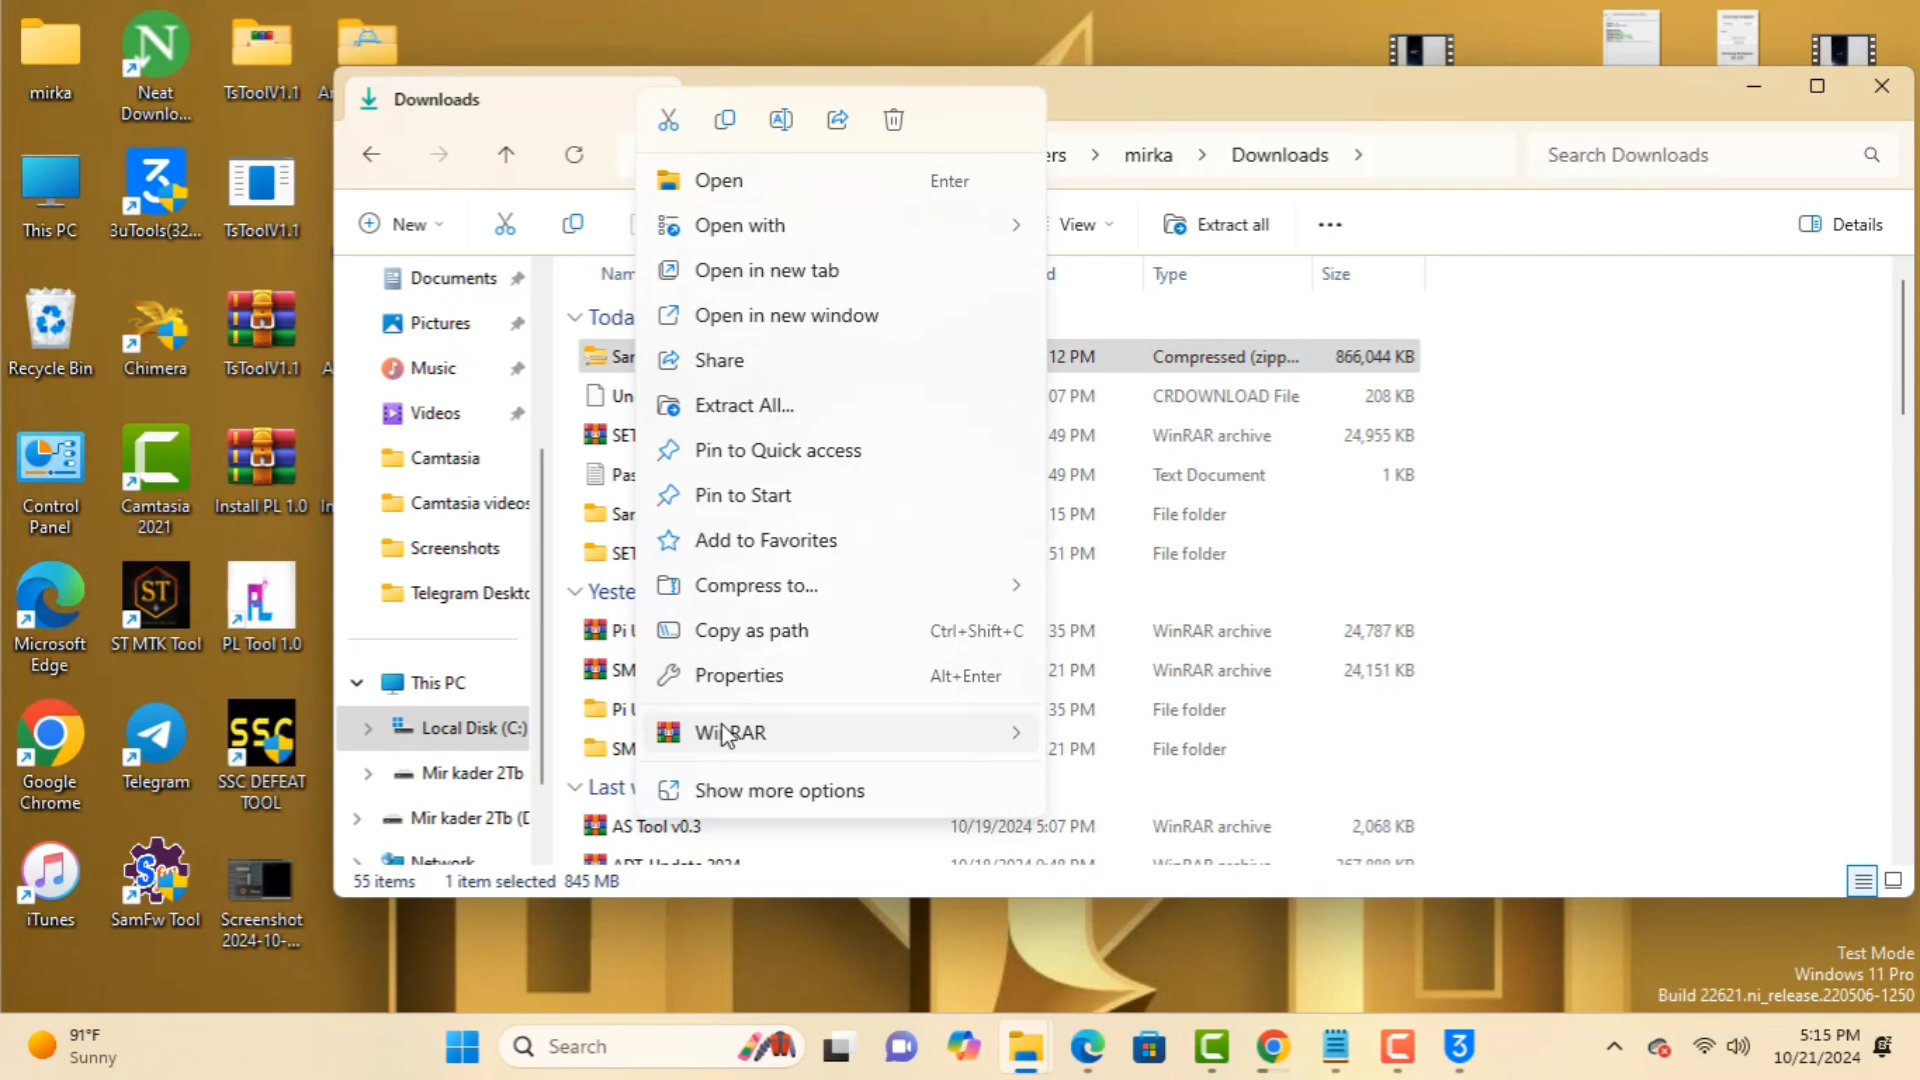 mirka
Neat
Downlo...
TsToolV1.1
This PC
3uTools(32...
TsToolV1.1
Recycle Bin
Chimera
TsToolV1.1
Control
Panel
Camtasia
2021
Install PL 1.0
Microsoft
Edge
ST MTK Tool
PL Tool 1.0
Google
Chrome
Telegram
SSC DEFEAT
TOOL
iTunes
SamFw Tool
Screenshot
2024-10-...
Downloads
mirka
Downloads
Search Downloads
New
View
Extract all
Details
Documents
Pictures
Music
Videos
Camtasia
Camtasia videos
Screenshots
Telegram Deskto
This PC
Local Disk (C:)
Mir kader 2Tb
Mir kader 2Tb (D
Network
Type
Size
12 PM Compressed (zipp... 866,044 KB
07 PM CRDOWNLOAD File 208 KB
49 PM WinRAR archive 24,955 KB
49 PM Text Document 1 KB
15 PM File folder
51 PM File folder
35 PM WinRAR archive 24,787 KB
21 PM WinRAR archive 24,151 KB
35 PM File folder
21 PM File folder
AS Tool v0.3 10/19/2024 5:07 PM WinRAR archive 2,068 KB
Open Enter
Open with
Open in new tab
Open in new window
Share
Extract All...
Pin to Quick access
Pin to Start
Add to Favorites
Compress to...
Copy as path Ctrl+Shift+C
Properties Alt+Enter
WinRAR
Show more options
55 items 1 item selected 845 MB
Test Mode
Windows 11 Pro
Build 22621.ni_release.220506-1250
91°F
Sunny
Search
5:15 PM
10/21/2024